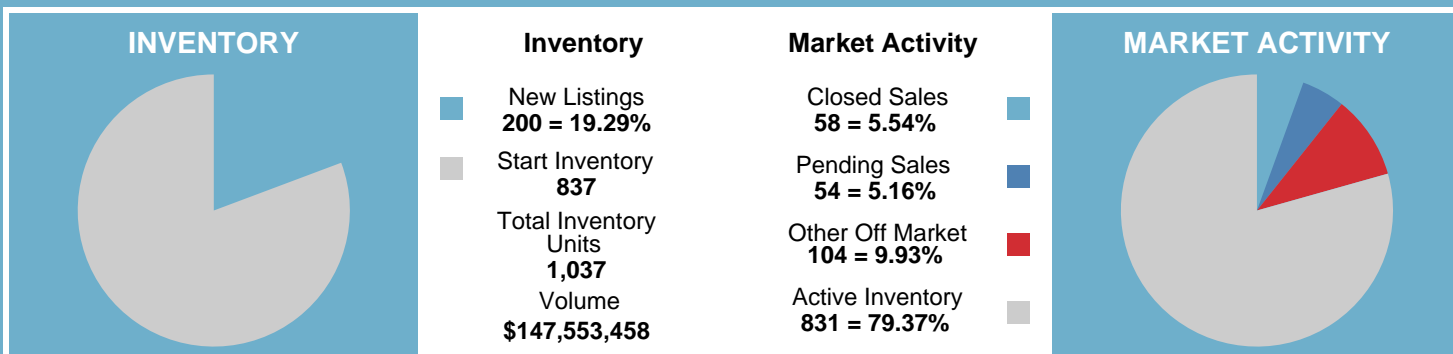 INVENTORY
Inventory
New Listings
200 = 19.29%
Start Inventory
837
Total Inventory
Units
1,037
Volume
$147,553,458
Market Activity
Closed Sales
58 = 5.54%
Pending Sales
54 = 5.16%
Other Off Market
104 = 9.93%
Active Inventory
831 = 79.37%
MARKET ACTIVITY